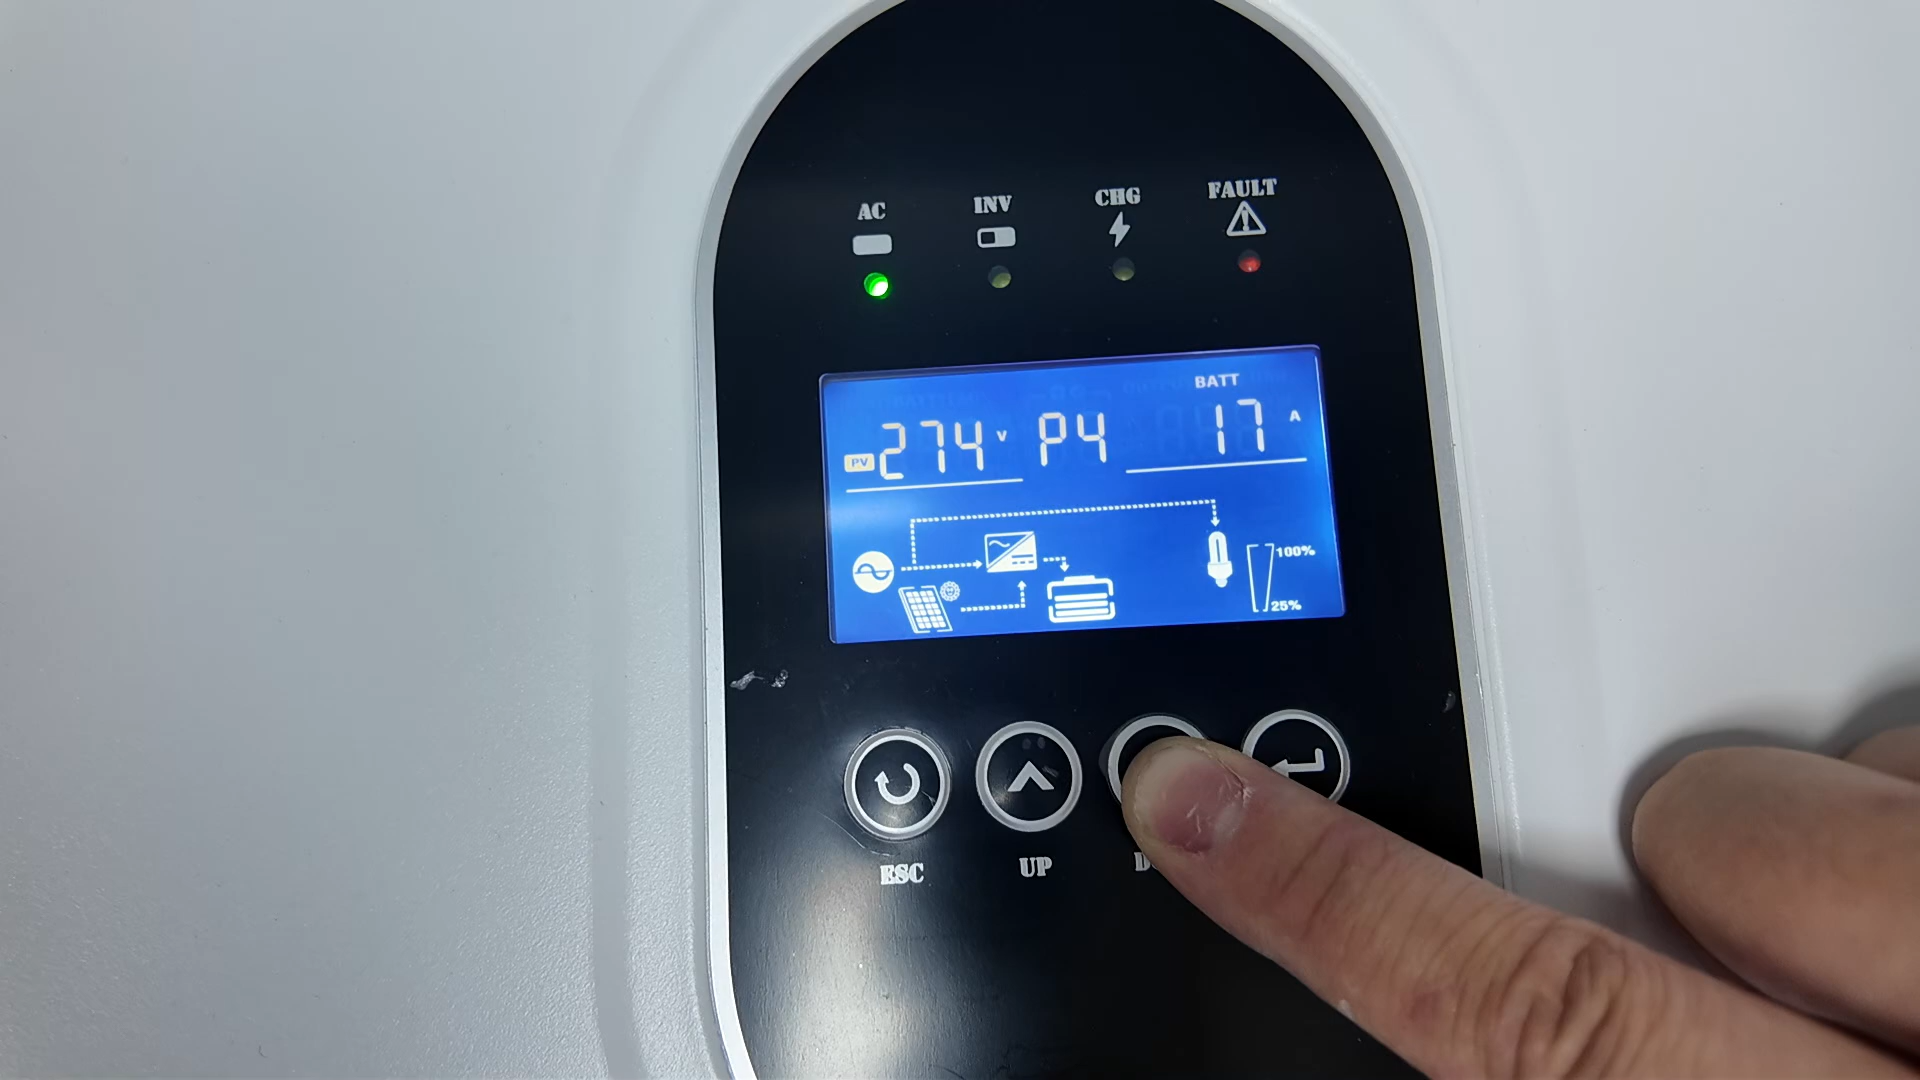 AC INV CHG FAULT
BATT
PV 274 V P4 17 A
100%
25%
ESC UP